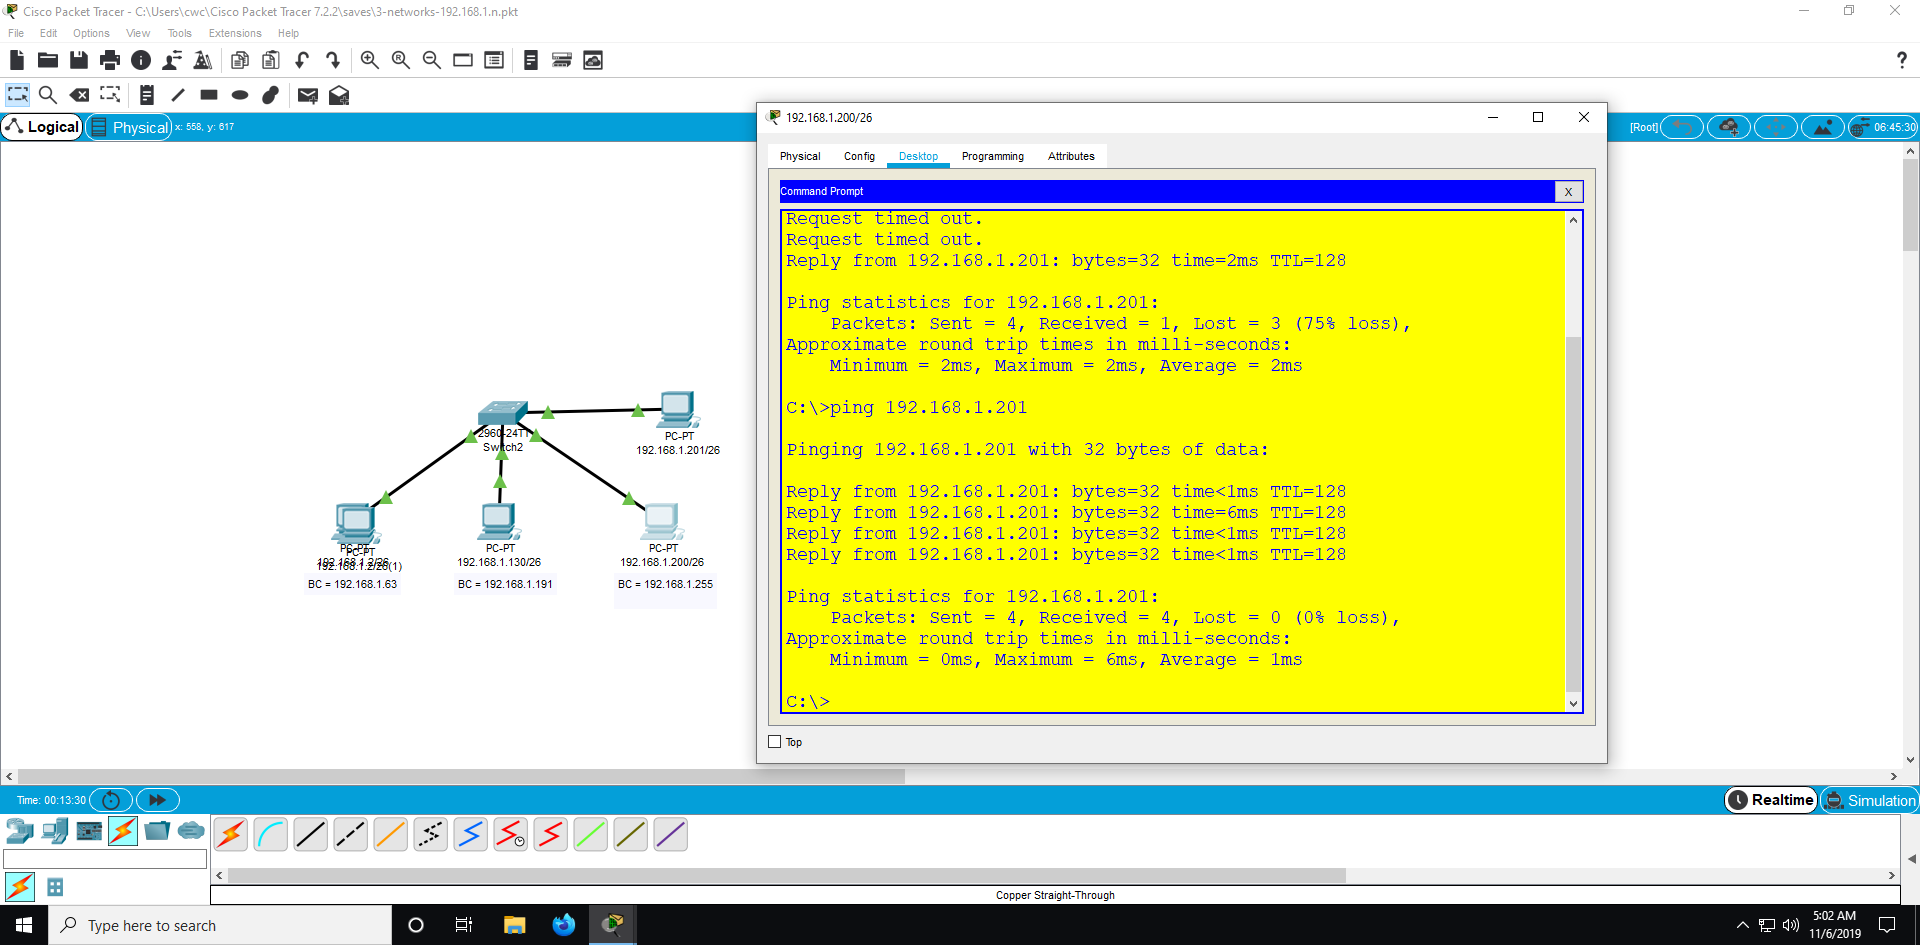 Cisco Packet Tracer - C:\Users\cwc\Cisco Packet Tracer 7.2.2\saves\3-networks-192.168.1.n.pkt
File Edit Options View Tools Extensions Help
?
Logical Physical x: 558, y: 617
[Root] 06:45:30
192.168.1.200/26
Physical Config Desktop Programming Attributes
Command Prompt X
Request timed out.
Request timed out.
Reply from 192.168.1.201: bytes=32 time=2ms TTL=128
Ping statistics for 192.168.1.201:
Packets: Sent = 4, Received = 1, Lost = 3 (75% loss),
Approximate round trip times in milli-seconds:
Minimum = 2ms, Maximum = 2ms, Average = 2ms
C:\>ping 192.168.1.201
Pinging 192.168.1.201 with 32 bytes of data:
Reply from 192.168.1.201: bytes=32 time<1ms TTL=128
Reply from 192.168.1.201: bytes=32 time=6ms TTL=128
Reply from 192.168.1.201: bytes=32 time<1ms TTL=128
Reply from 192.168.1.201: bytes=32 time<1ms TTL=128
Ping statistics for 192.168.1.201:
Packets: Sent = 4, Received = 4, Lost = 0 (0% loss),
Approximate round trip times in milli-seconds:
Minimum = 0ms, Maximum = 6ms, Average = 1ms
C:\>
Top
2960-24TT
Switch2
PC-PT
192.168.1.201/26
PC-PT
PC-PT
192.168.1.2/26(1)
BC = 192.168.1.63
PC-PT
192.168.1.130/26
BC = 192.168.1.191
PC-PT
192.168.1.200/26
BC = 192.168.1.255
Time: 00:13:30
Realtime Simulation
Copper Straight-Through
Type here to search
5:02 AM
11/6/2019